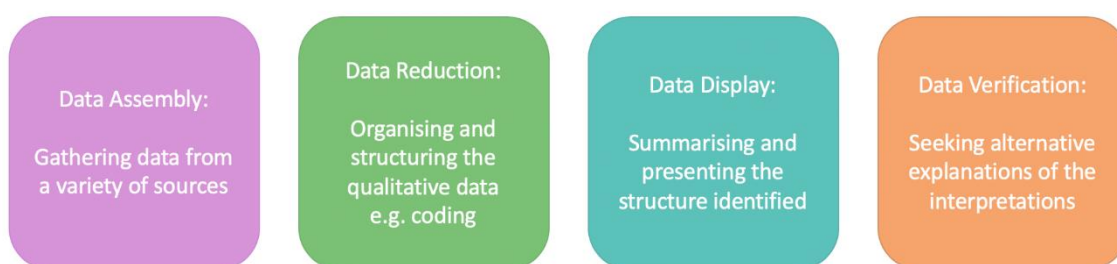 Data Assembly:
Gathering data from
a variety of sources
Data Reduction:
Organising and
structuring the
qualitative data
e.g. coding
Data Display:
Summarising and
presenting the
structure identified
Data Verification:
Seeking alternative
explanations of the
interpretations